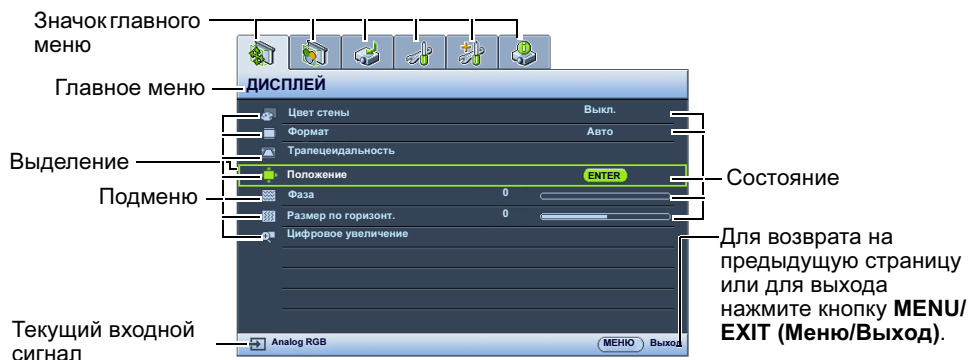 Значок главного
меню
Главное меню
ДИСПЛЕЙ
Цвет стены Выкл.
Формат Авто
Трапецеидальность
Выделение
Положение ENTER
Состояние
Подменю
Фаза 0
Размер по горизонт. 0
Цифровое увеличение
Для возврата на
предыдущую страницу
или для выхода
нажмите кнопку MENU/
EXIT (Меню/Выход).
Текущий входной
сигнал
Analog RGB МЕНЮ Выход